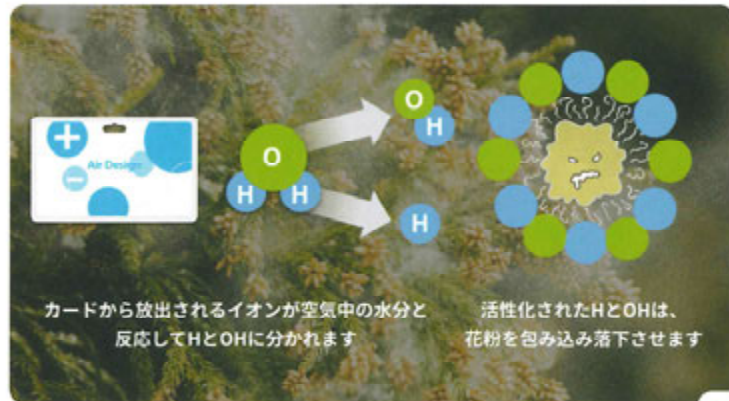 Air Design
O
H H
O
H
H
カードから放出されるイオンが空気中の水分と
反応してHとOHに分かれます
活性化されたHとOHは、
花粉を包み込み落下させます